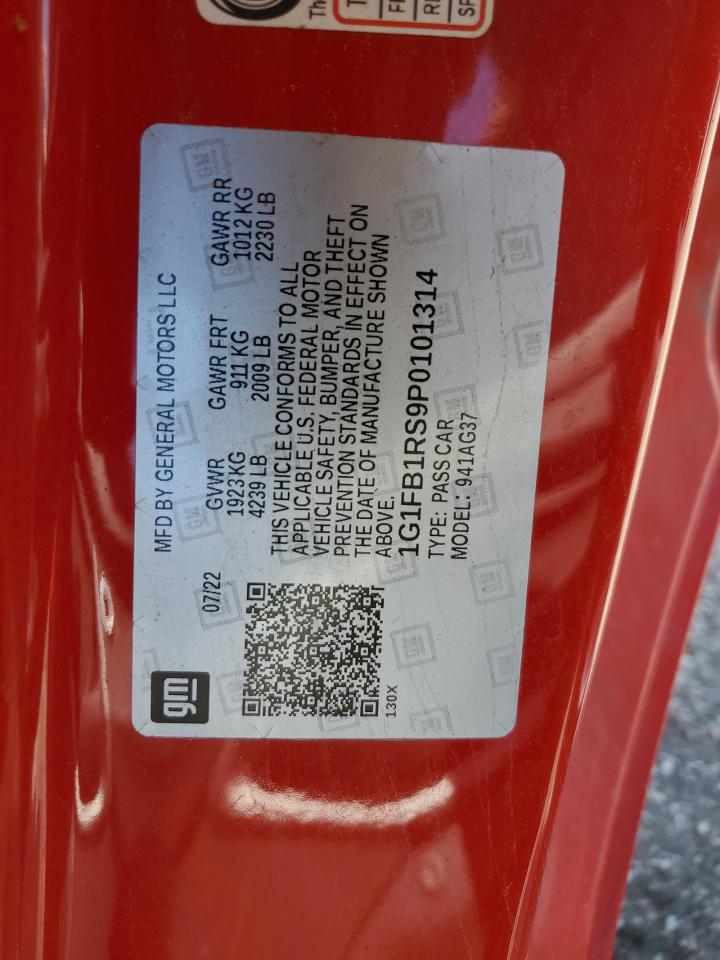 gm
MFD BY GENERAL MOTORS LLC
07/22
GVWR GAWR FRT GAWR RR
1923 KG 911 KG 1012 KG
4239 LB 2009 LB 2230 LB
THIS VEHICLE CONFORMS TO ALL
APPLICABLE U.S. FEDERAL MOTOR
VEHICLE SAFETY, BUMPER, AND THEFT
PREVENTION STANDARDS IN EFFECT ON
THE DATE OF MANUFACTURE SHOWN
ABOVE.
1G1FB1RS9P0101314
TYPE: PASS CAR
MODEL: 941AG37
130X